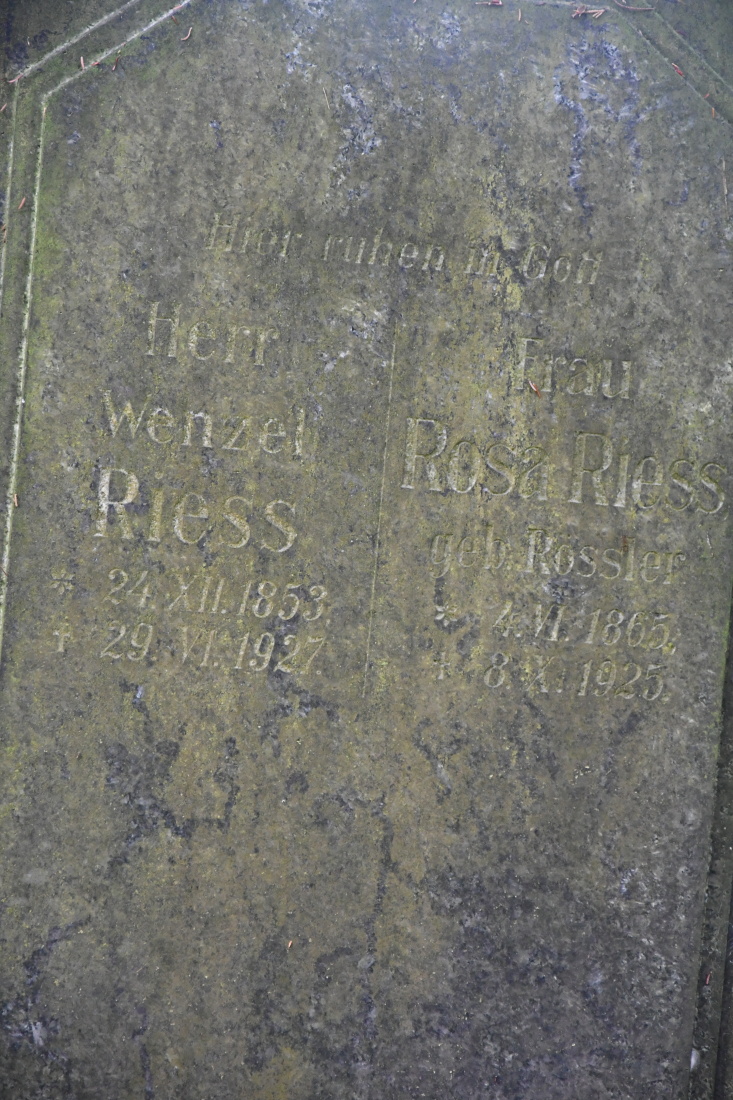 Hier ruhen in Gott
Herr
Wenzel
Riess
* 24. XII. 1853.
† 29. VI. 1927.
Frau
Rosa Riess
geb. Rossler
* 4. VI. 1865.
† 8. X. 1925.